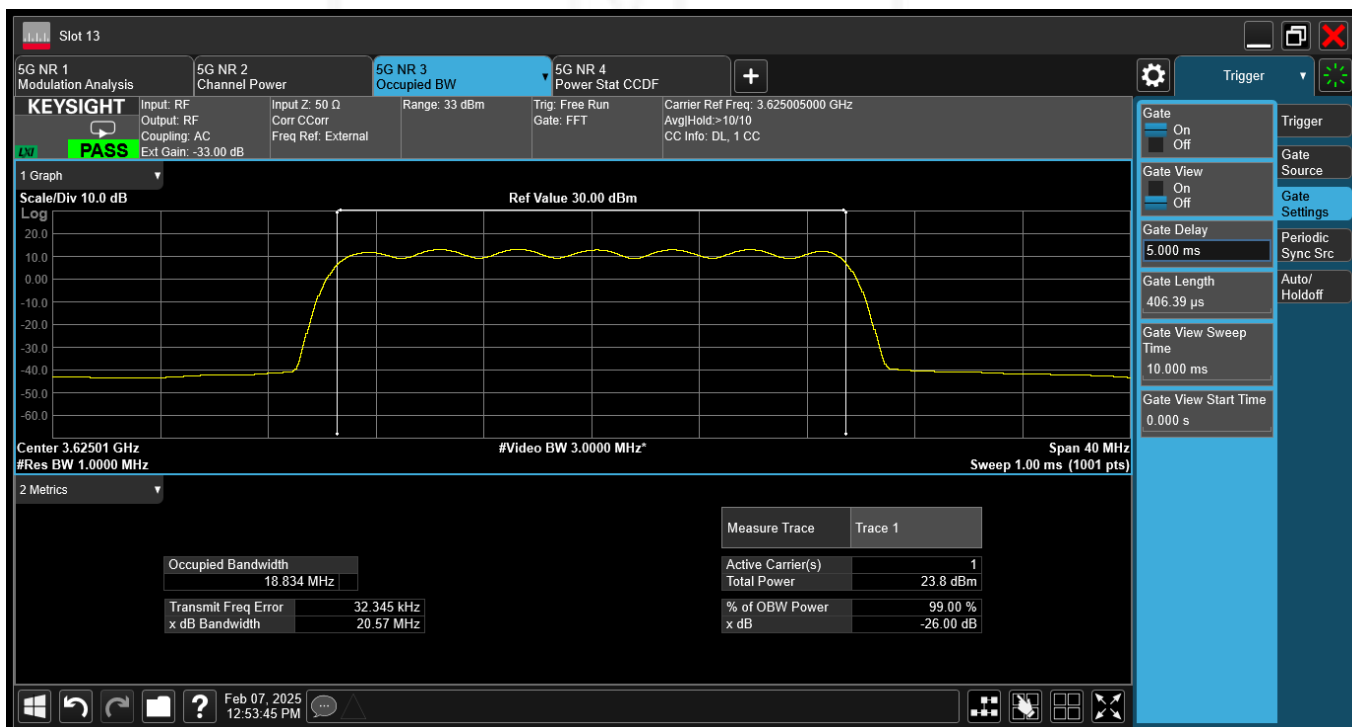 Slot 13
5G NR 1
Modulation Analysis
5G NR 2
Channel Power
5G NR 3
Occupied BW
5G NR 4
Power Stat CCDF
Trigger
KEYSIGHT
LXI
PASS
Input: RF
Output: RF
Coupling: AC
Ext Gain: -33.00 dB
Input Z: 50 Ω
Corr CCorr
Freq Ref: External
Range: 33 dBm
Trig: Free Run
Gate: FFT
Carrier Ref Freq: 3.625005000 GHz
Avg|Hold:>10/10
CC Info: DL, 1 CC
1 Graph
Scale/Div 10.0 dB
Ref Value 30.00 dBm
Log
20.0
10.0
0.00
-10.0
-20.0
-30.0
-40.0
-50.0
-60.0
Center 3.62501 GHz
#Res BW 1.0000 MHz
#Video BW 3.0000 MHz*
Span 40 MHz
Sweep 1.00 ms (1001 pts)
2 Metrics
Measure Trace Trace 1
Occupied Bandwidth
18.834 MHz
Transmit Freq Error 32.345 kHz
x dB Bandwidth 20.57 MHz
Active Carrier(s) 1
Total Power 23.8 dBm
% of OBW Power 99.00 %
x dB -26.00 dB
Gate
On
Off
Gate View
On
Off
Gate Delay
5.000 ms
Gate Length
406.39 µs
Gate View Sweep
Time
10.000 ms
Gate View Start Time
0.000 s
Trigger
Gate
Source
Gate
Settings
Periodic
Sync Src
Auto/
Holdoff
?
Feb 07, 2025
12:53:45 PM